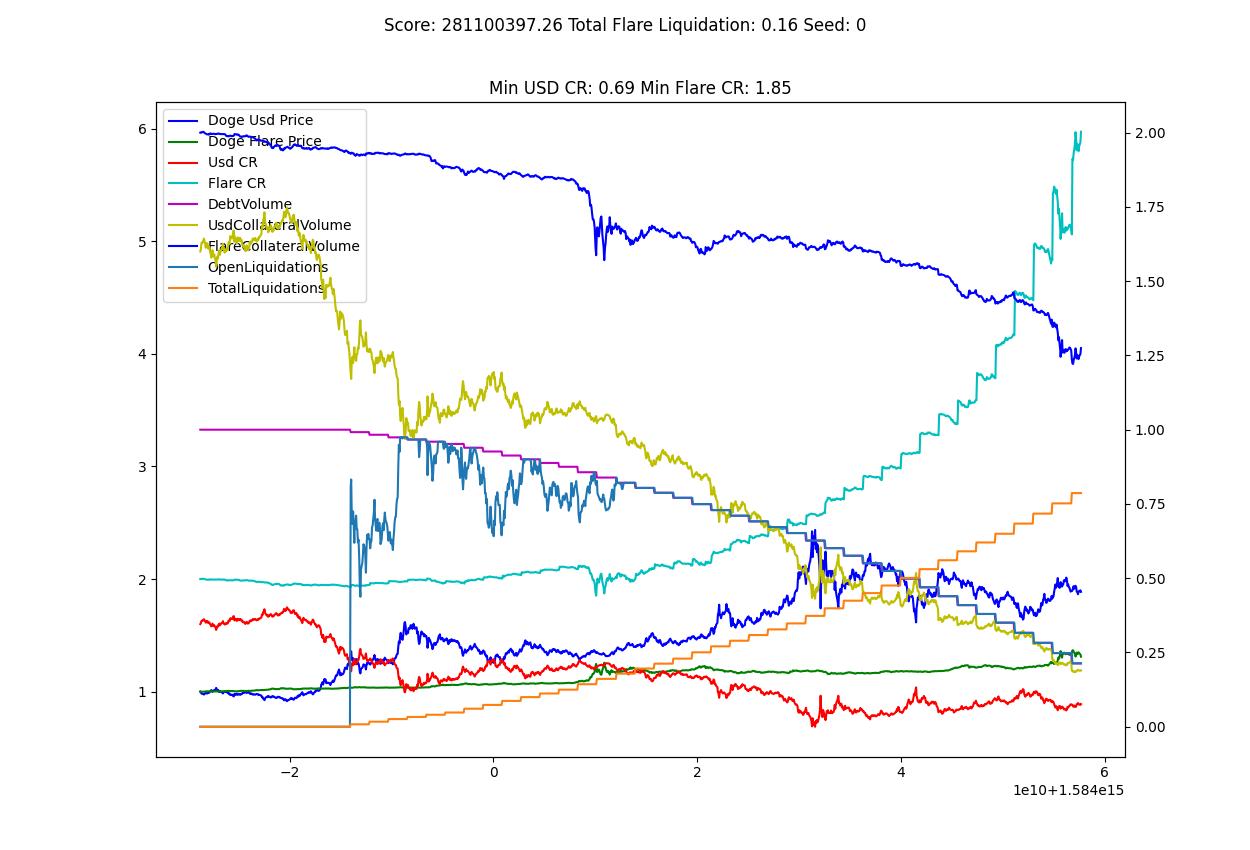 Score: 281100397.26 Total Flare Liquidation: 0.16 Seed: 0
Min USD CR: 0.69 Min Flare CR: 1.85
Doge Usd Price
Doge Flare Price
Usd CR
Flare CR
DebtVolume
UsdCollateralVolume
FlareCollateralVolume
OpenLiquidations
TotalLiquidations
6
5
4
3
2
1
2.00
1.75
1.50
1.25
1.00
0.75
0.50
0.25
0.00
−2
0
2
4
6
1e10+1.584e15